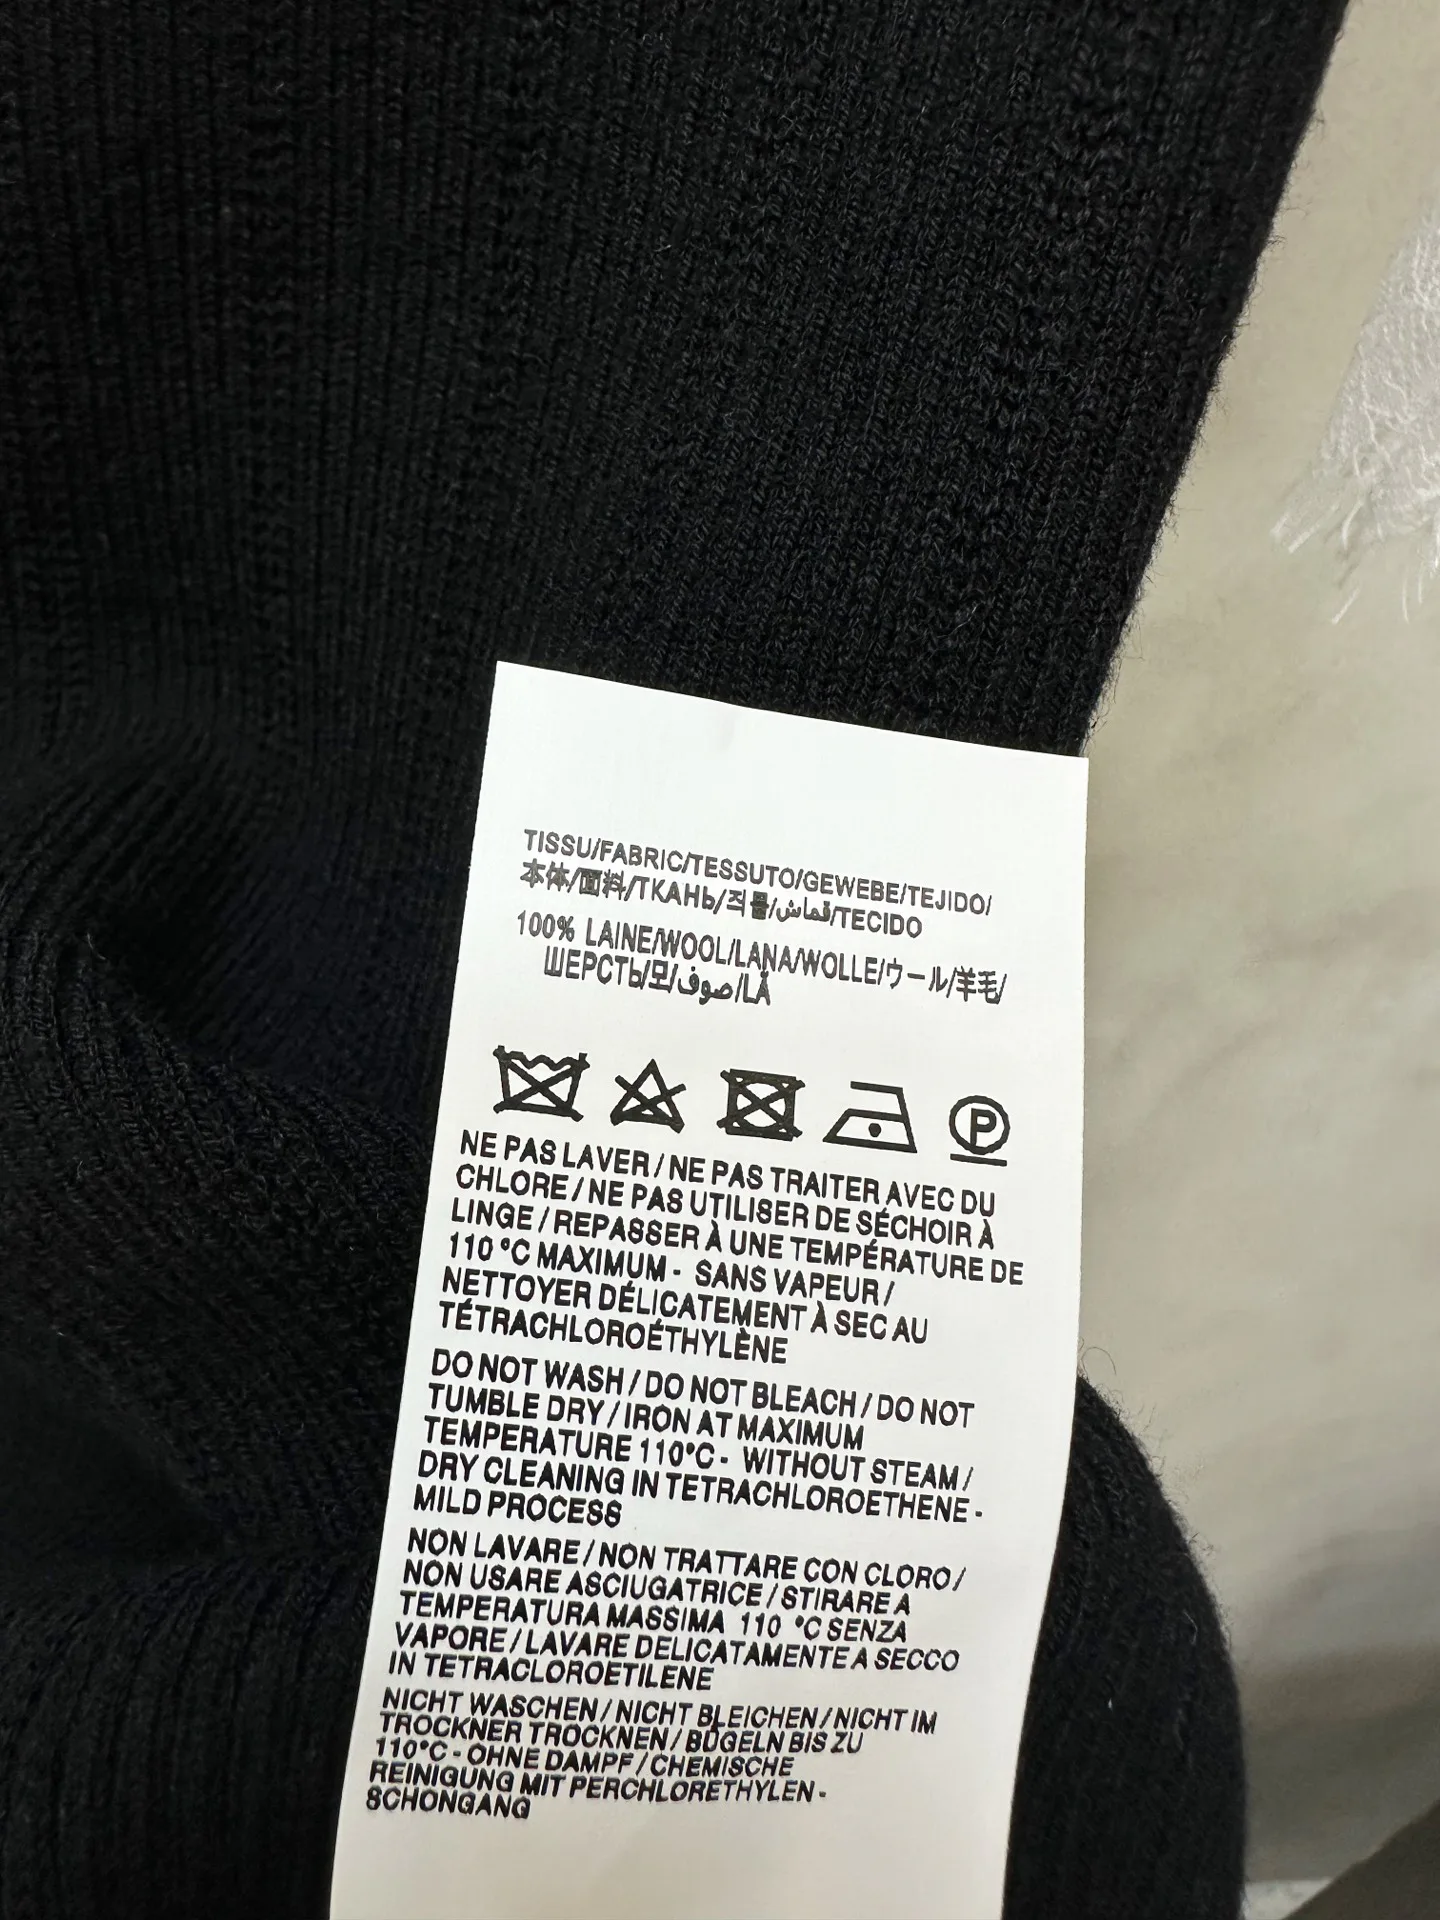 TISSU/FABRIC/TESSUTO/GEWEBE/TEJIDO/
本体/面料/ТКАНЬ/직물/قماش/TECIDO
100% LAINE/WOOL/LANA/WOLLE/ウール/羊毛/
ШЕРСТЬ/모/صوف/LÃ
P
NE PAS LAVER / NE PAS TRAITER AVEC DU
CHLORE / NE PAS UTILISER DE SÉCHOIR À
LINGE / REPASSER À UNE TEMPÉRATURE DE
110 °C MAXIMUM - SANS VAPEUR /
NETTOYER DÉLICATEMENT À SEC AU
TÉTRACHLOROÉTHYLÈNE
DO NOT WASH / DO NOT BLEACH / DO NOT
TUMBLE DRY / IRON AT MAXIMUM
TEMPERATURE 110°C - WITHOUT STEAM /
DRY CLEANING IN TETRACHLOROETHENE -
MILD PROCESS
NON LAVARE / NON TRATTARE CON CLORO /
NON USARE ASCIUGATRICE / STIRARE A
TEMPERATURA MASSIMA 110 °C SENZA
VAPORE / LAVARE DELICATAMENTE A SECCO
IN TETRACLOROETILENE
NICHT WASCHEN / NICHT BLEICHEN / NICHT IM
TROCKNER TROCKNEN / BÜGELN BIS ZU
110°C - OHNE DAMPF / CHEMISCHE
REINIGUNG MIT PERCHLORETHYLEN -
SCHONGANG